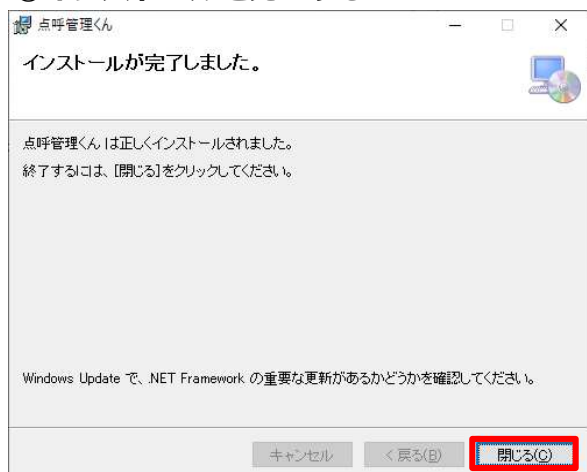 点呼管理くん
インストールが完了しました。
点呼管理くん は正しくインストールされました。
終了するには、[閉じる]をクリックしてください。
Windows Update で、.NET Framework の重要な更新があるかどうかを確認してください。
キャンセル
< 戻る(B)
閉じる(C)